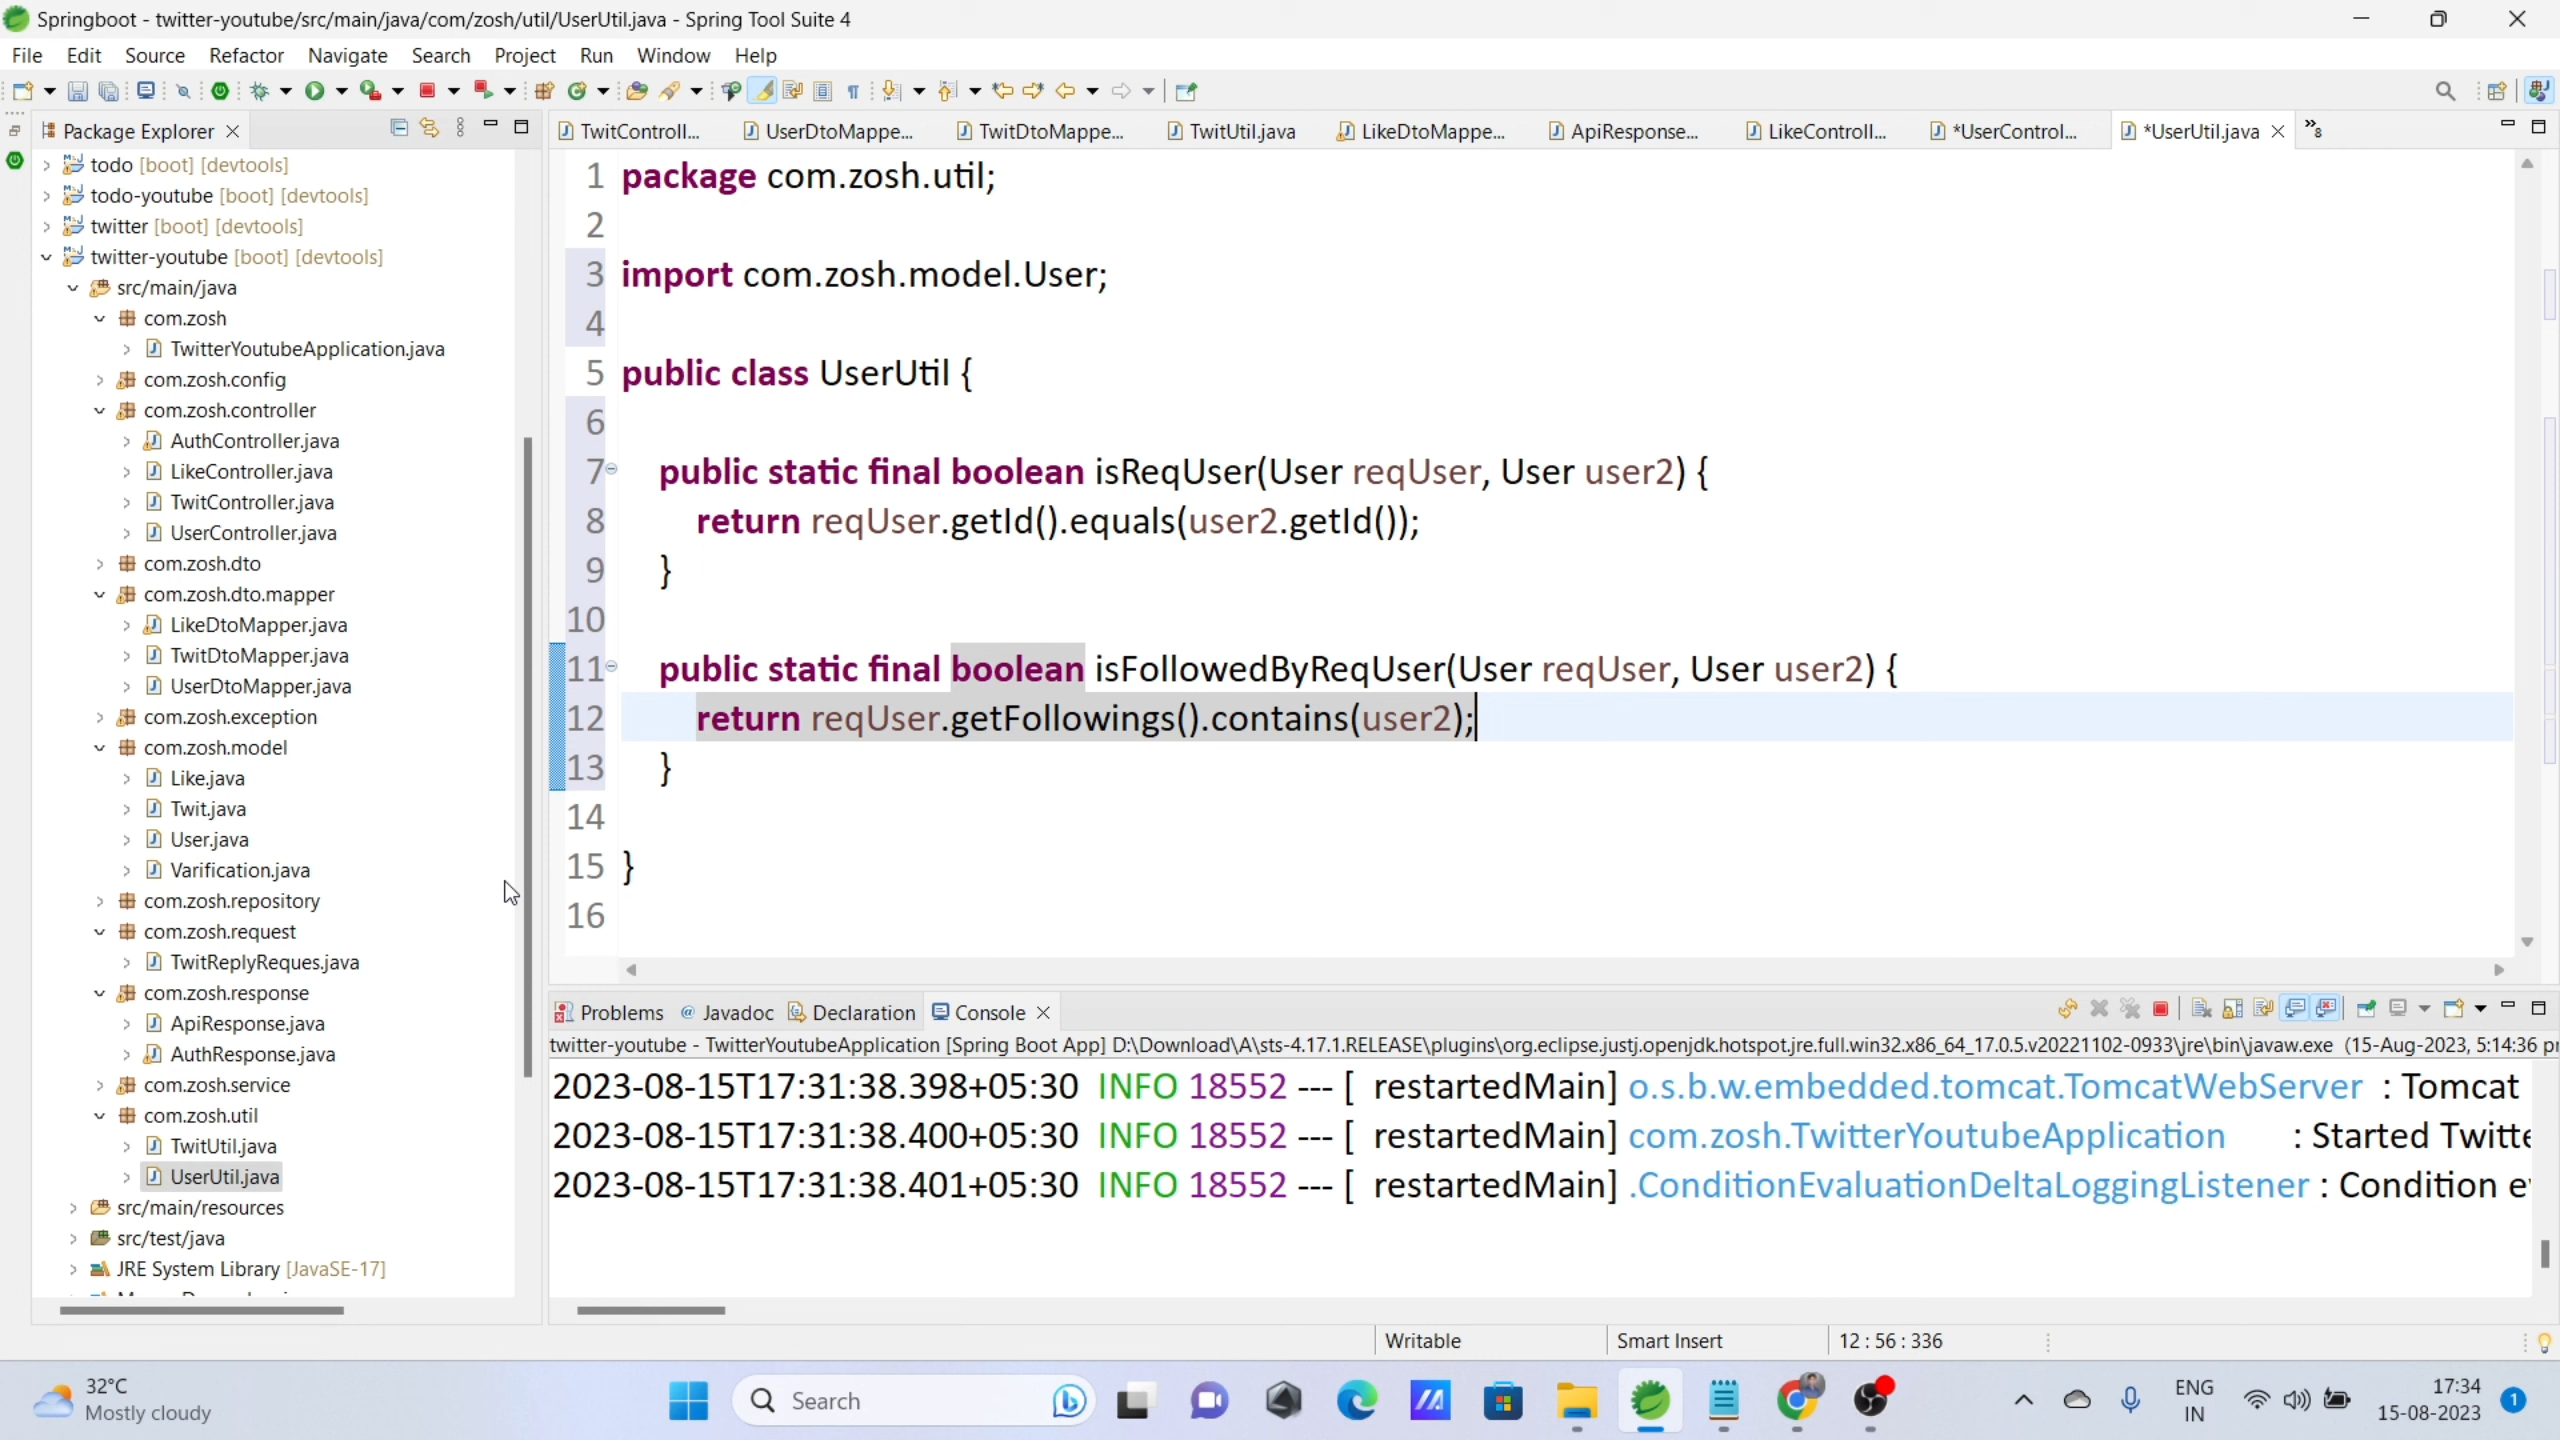 Springboot - twitter-youtube/src/main/java/com/zosh/util/UserUtil.java - Spring Tool Suite 4
File Edit Source Refactor Navigate Search Project Run Window Help
Package Explorer
todo [boot] [devtools]
todo-youtube [boot] [devtools]
twitter [boot] [devtools]
twitter-youtube [boot] [devtools]
src/main/java
com.zosh
TwitterYoutubeApplication.java
com.zosh.config
com.zosh.controller
AuthController.java
LikeController.java
TwitController.java
UserController.java
com.zosh.dto
com.zosh.dto.mapper
LikeDtoMapper.java
TwitDtoMapper.java
UserDtoMapper.java
com.zosh.exception
com.zosh.model
Like.java
Twit.java
User.java
Varification.java
com.zosh.repository
com.zosh.request
TwitReplyReques.java
com.zosh.response
ApiResponse.java
AuthResponse.java
com.zosh.service
com.zosh.util
TwitUtil.java
UserUtil.java
src/main/resources
src/test/java
JRE System Library [JavaSE-17]
TwitControll... UserDtoMappe... TwitDtoMappe... TwitUtil.java LikeDtoMappe... ApiResponse... LikeControll... *UserControl... *UserUtil.java »8
1 package com.zosh.util;
2
3 import com.zosh.model.User;
4
5 public class UserUtil {
6
7 public static final boolean isReqUser(User reqUser, User user2) {
8 return reqUser.getId().equals(user2.getId());
9 }
10
11 public static final boolean isFollowedByReqUser(User reqUser, User user2) {
12 return reqUser.getFollowings().contains(user2);
13 }
14
15 }
16
Problems @ Javadoc Declaration Console
twitter-youtube - TwitterYoutubeApplication [Spring Boot App] D:\Download\A\sts-4.17.1.RELEASE\plugins\org.eclipse.justj.openjdk.hotspot.jre.full.win32.x86_64_17.0.5.v20221102-0933\jre\bin\javaw.exe (15-Aug-2023, 5:14:36 pr
2023-08-15T17:31:38.398+05:30 INFO 18552 --- [ restartedMain] o.s.b.w.embedded.tomcat.TomcatWebServer : Tomcat
2023-08-15T17:31:38.400+05:30 INFO 18552 --- [ restartedMain] com.zosh.TwitterYoutubeApplication : Started Twitte
2023-08-15T17:31:38.401+05:30 INFO 18552 --- [ restartedMain] .ConditionEvaluationDeltaLoggingListener : Condition e
Writable Smart Insert 12 : 56 : 336
32°C
Mostly cloudy
Search
ENG
IN
17:34
15-08-2023
1